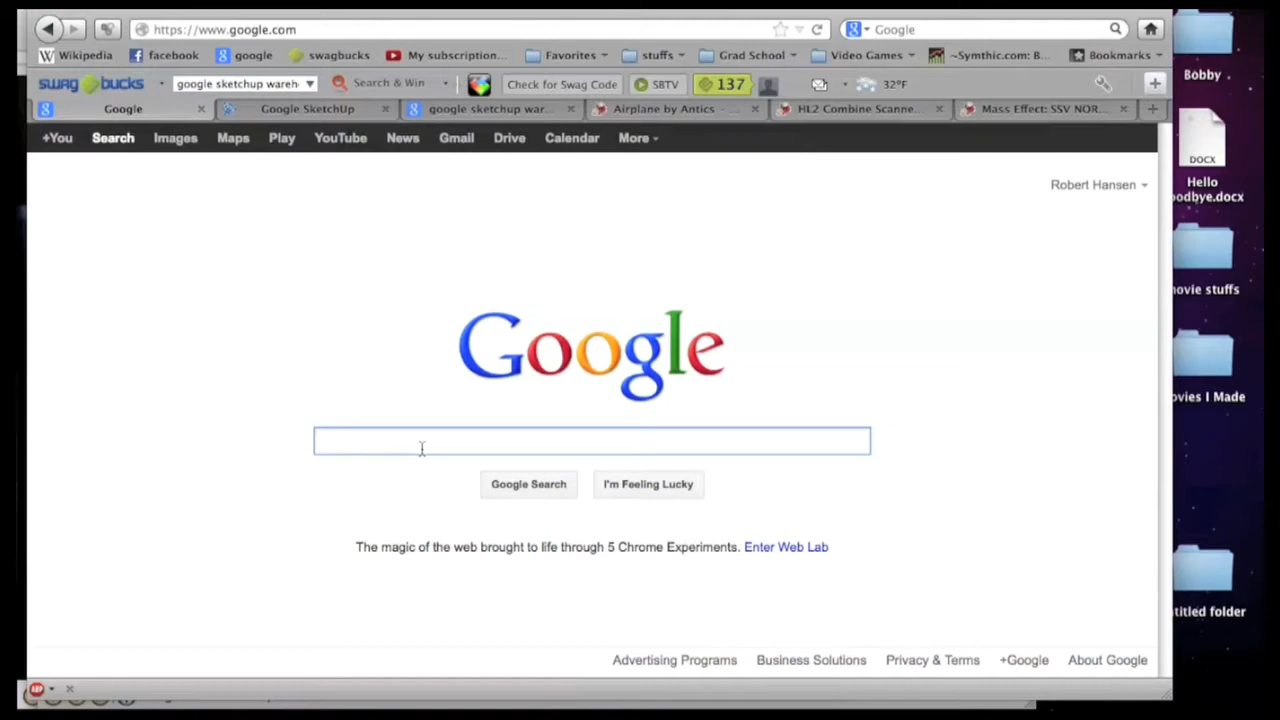 https://www.google.com Google
Wikipedia facebook google swagbucks My subscription... Favorites stuffs Grad School Video Games ~Symthic.com: B... Bookmarks
swagbucks google sketchup wareh Search & Win Check for Swag Code SBTV 137 32°F
Google Google SketchUp google sketchup war... Airplane by Antics HL2 Combine Scanne... Mass Effect: SSV NOR...
+You Search Images Maps Play YouTube News Gmail Drive Calendar More
Robert Hansen
Google
Google Search I'm Feeling Lucky
The magic of the web brought to life through 5 Chrome Experiments. Enter Web Lab
Advertising Programs Business Solutions Privacy & Terms +Google About Google
ABP
Bobby
DOCX
Hello
oodbye.docx
ovie stuffs
ovies I Made
titled folder